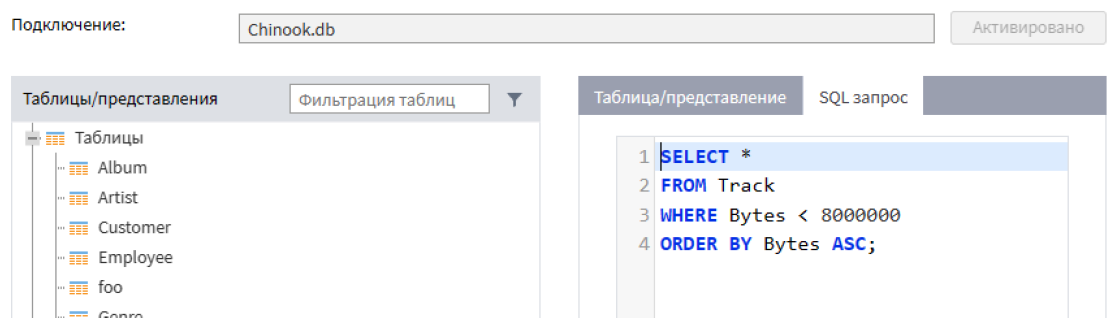 Подключение:
Chinook.db
Активировано
Таблицы/представления
Фильтрация таблиц
Таблицы
Album
Artist
Customer
Employee
foo
Genre
Таблица/представление
SQL запрос
1 SELECT *
2 FROM Track
3 WHERE Bytes < 8000000
4 ORDER BY Bytes ASC;